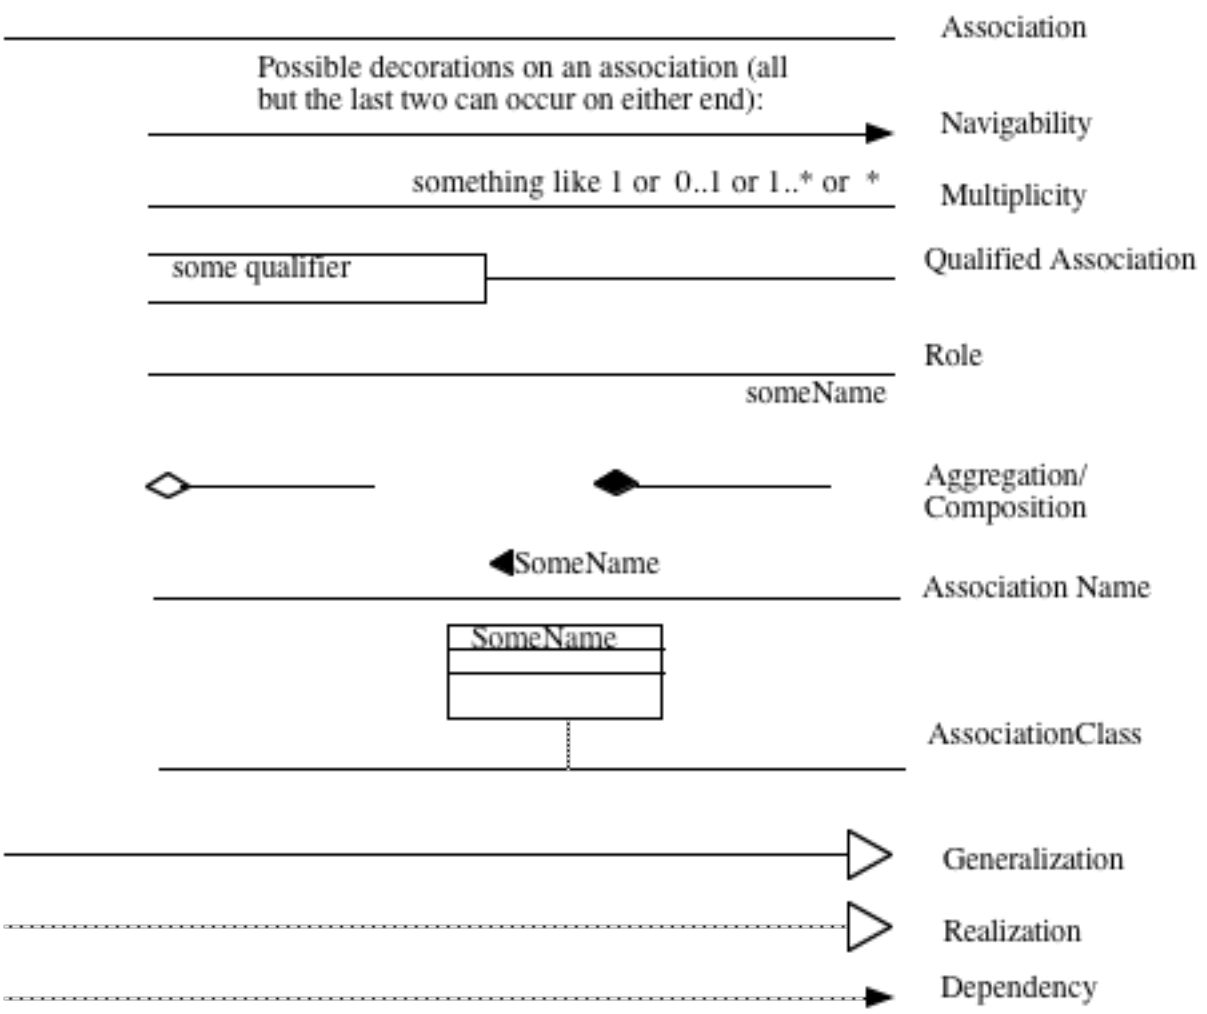 Association
Possible decorations on an association (all
but the last two can occur on either end):
Navigability
something like 1 or 0..1 or 1..* or *
Multiplicity
some qualifier
Qualified Association
Role
someName
Aggregation/
Composition
SomeName
Association Name
SomeName
AssociationClass
Generalization
Realization
Dependency